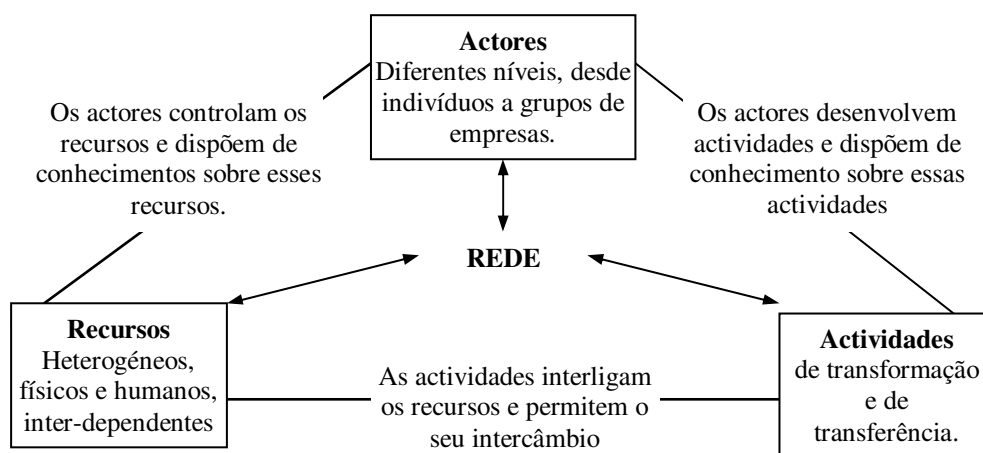 Actores
Diferentes níveis, desde
indivíduos a grupos de
empresas.
Os actores controlam os
recursos e dispõem de
conhecimentos sobre esses
recursos.
Os actores desenvolvem
actividades e dispõem de
conhecimento sobre essas
actividades
REDE
Recursos
Heterogéneos,
físicos e humanos,
inter-dependentes
As actividades interligam
os recursos e permitem o
seu intercâmbio
Actividades
de transformação
e de
transferência.